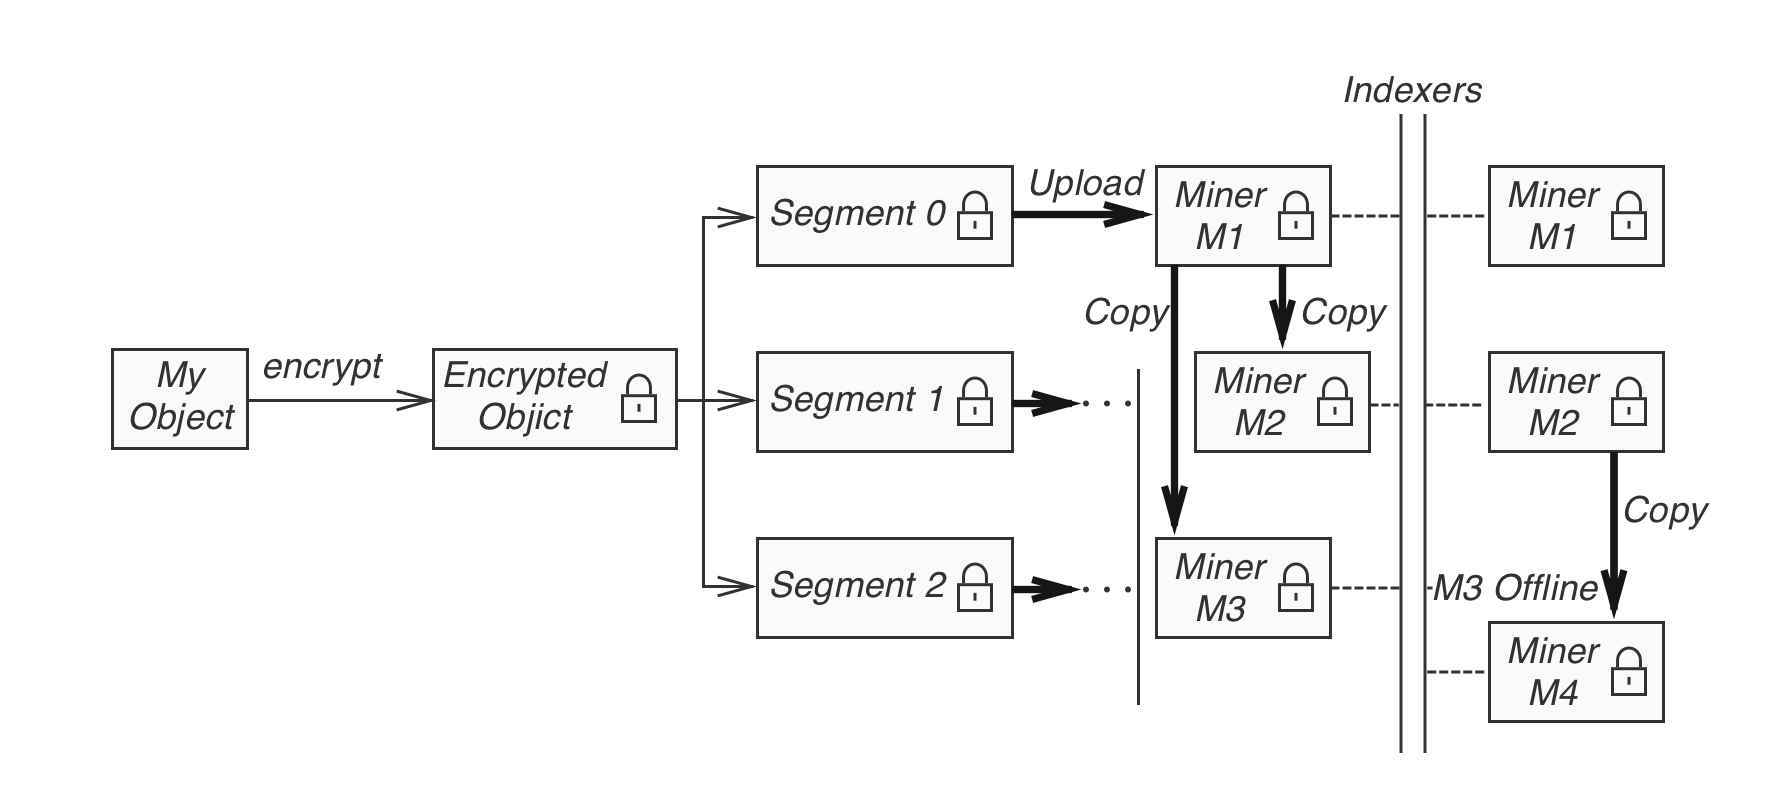 Indexers
Upload
Segment 0
Miner
M1
Miner
M1
Copy
Copy
My
Object
encrypt
Encrypted
Objict
Segment 1
Miner
M2
Miner
M2
Copy
Segment 2
Miner
M3
M3 Offline
Miner
M4